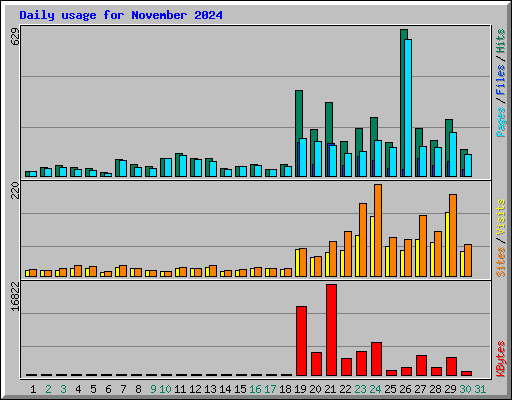 Daily usage for November 2024
629
Pages / Files / Hits
220
Sites / Visits
16822
KBytes
1 2 3 4 5 6 7 8 9 10 11 12 13 14 15 16 17 18 19 20 21 22 23 24 25 26 27 28 29 30 31